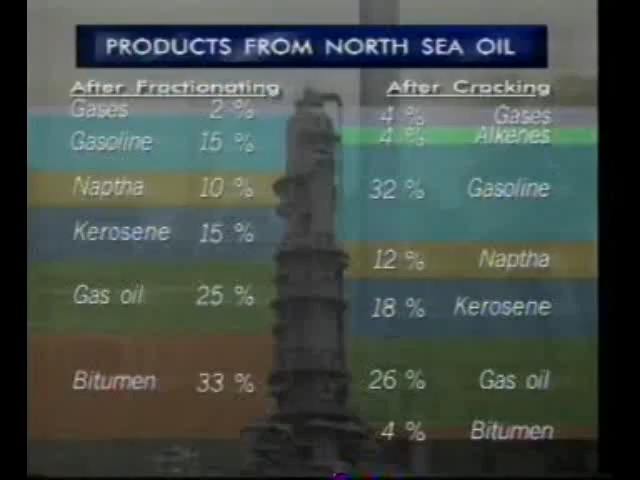 PRODUCTS FROM NORTH SEA OIL
After Fractionating
Gases 2 %
Gasoline 15 %
Naptha 10 %
Kerosene 15 %
Gas oil 25 %
Bitumen 33 %
After Cracking
4 % Gases
4 % Alkenes
32 % Gasoline
12 % Naptha
18 % Kerosene
26 % Gas oil
4 % Bitumen